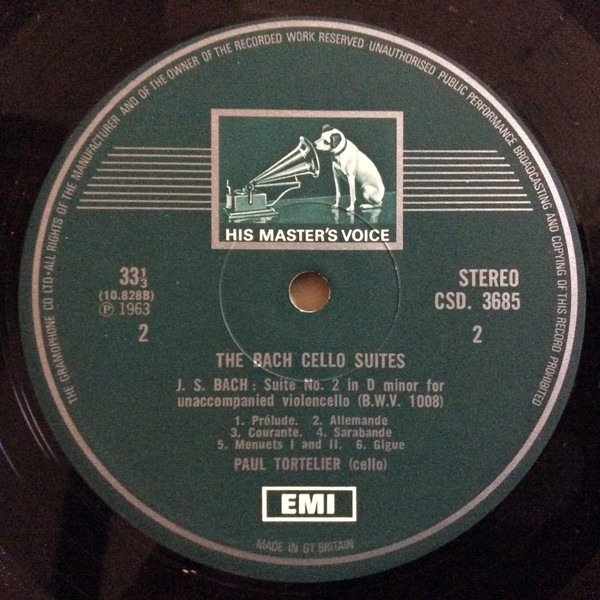 THE GRAMOPHONE CO LTD · ALL RIGHTS OF THE MANUFACTURER AND OF THE OWNER OF THE RECORDED WORK RESERVED · UNAUTHORISED PUBLIC PERFORMANCE BROADCASTING AND COPYING OF THIS RECORD PROHIBITED
HIS MASTER'S VOICE
33⅓
(10.828B)
Ⓟ 1963
2
STEREO
CSD. 3685
2
THE BACH CELLO SUITES
J. S. BACH : Suite No. 2 in D minor for
unaccompanied violoncello (B.W.V. 1008)
1. Prélude. 2. Allemande
3. Courante. 4. Sarabande
5. Menuets I and II. 6. Gigue
PAUL TORTELIER (cello)
EMI
MADE IN GT BRITAIN